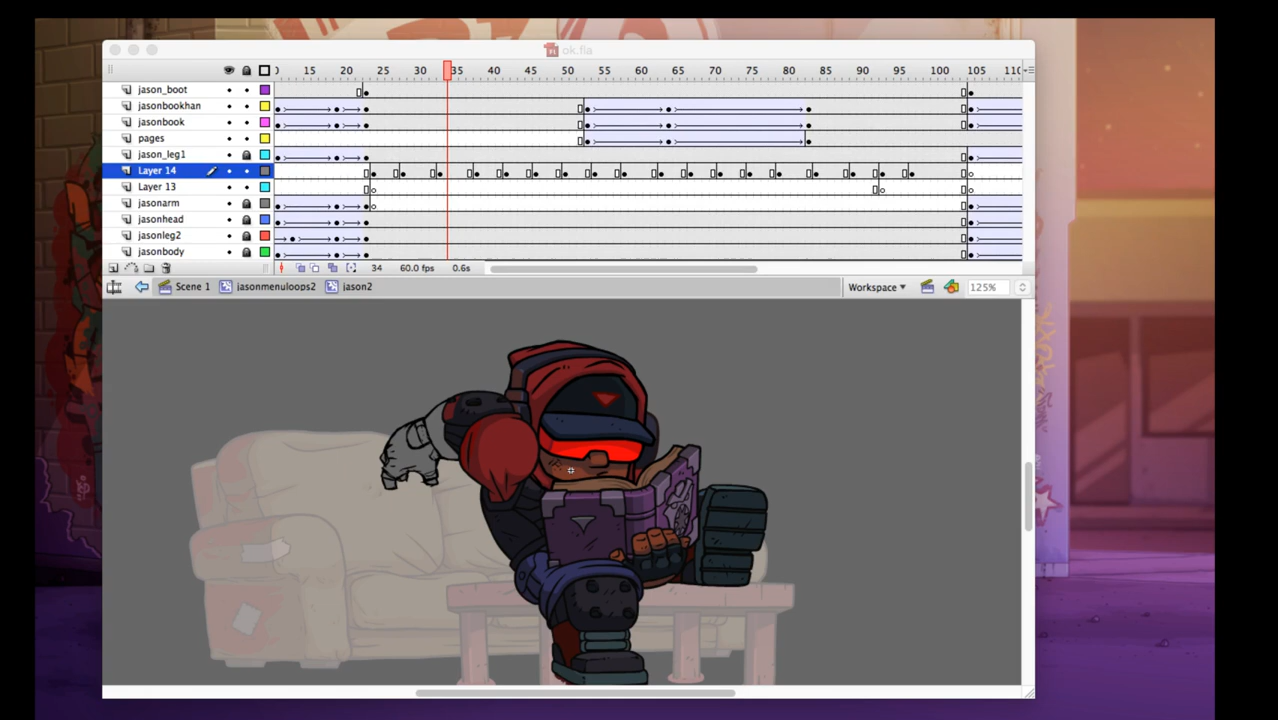 ok.fla
15 20 25 30 35 40 45 50 55 60 65 70 75 80 85 90 95 100 105 11
jason_boot
jasonbookhan
jasonbook
pages
jason_leg1
Layer 14
Layer 13
jasonarm
jasonhead
jasonleg2
jasonbody
34 60.0 fps 0.6s
Scene 1 jasonmenuloops2 jason2 Workspace 125%